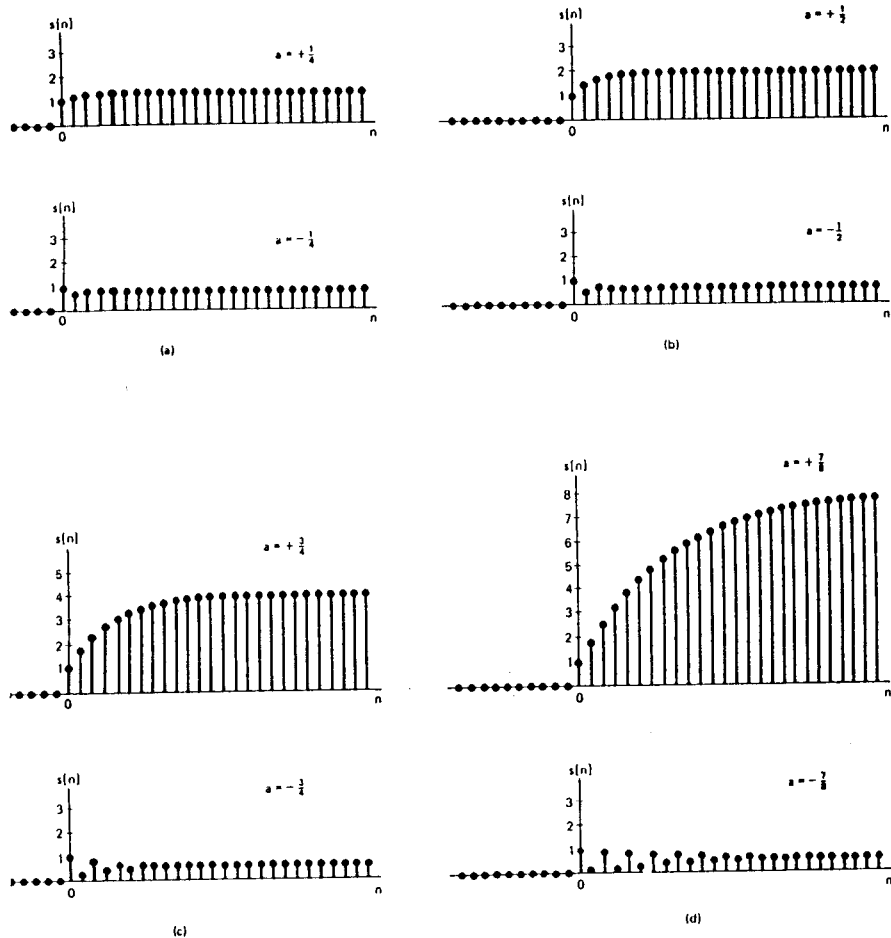 s[n]
a = +1/4
3
2
1
0
n
s[n]
a = -1/4
3
2
1
0
n
(a)
s[n]
a = +1/2
3
2
1
0
n
s[n]
a = -1/2
3
2
1
0
n
(b)
s[n]
a = +3/4
5
4
3
2
1
0
n
s[n]
a = -3/4
3
2
1
0
n
(c)
s[n]
a = +7/8
8
7
6
5
4
3
2
1
0
n
s[n]
a = -7/8
3
2
1
0
n
(d)